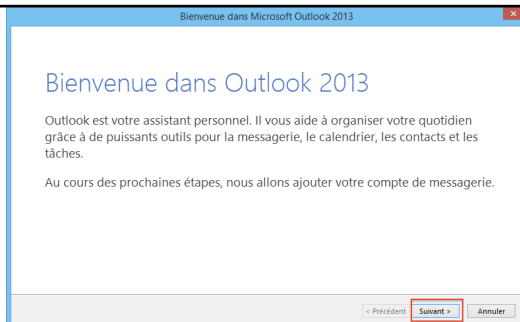 Bienvenue dans Microsoft Outlook 2013
Bienvenue dans Outlook 2013
Outlook est votre assistant personnel. Il vous aide à organiser votre quotidien
grâce à de puissants outils pour la messagerie, le calendrier, les contacts et les
tâches.
Au cours des prochaines étapes, nous allons ajouter votre compte de messagerie.
< Précédent Suivant > Annuler